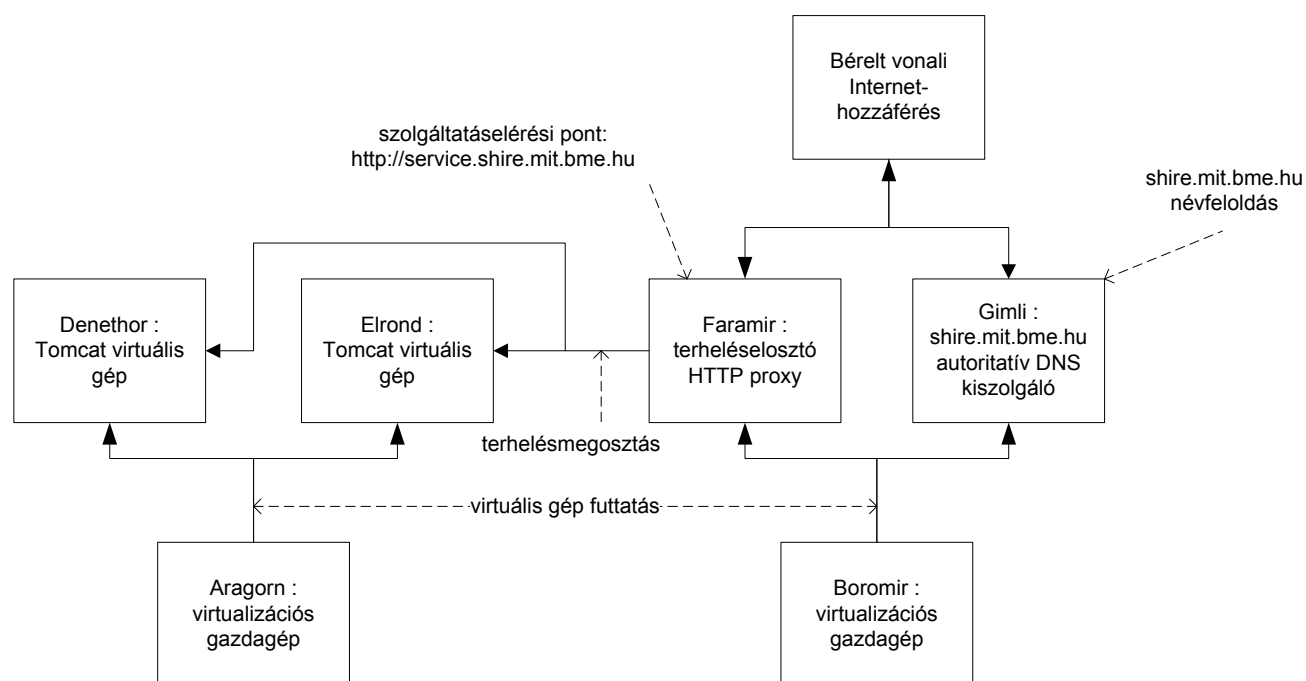 Bérelt vonali
Internet-
hozzáférés
szolgáltatáselérési pont:
http://service.shire.mit.bme.hu
shire.mit.bme.hu
névfeloldás
Denethor :
Tomcat virtuális
gép
Elrond :
Tomcat virtuális
gép
Faramir :
terheléselosztó
HTTP proxy
Gimli :
shire.mit.bme.hu
autoritatív DNS
kiszolgáló
terhelésmegosztás
virtuális gép futtatás
Aragorn :
virtualizációs
gazdagép
Boromir :
virtualizációs
gazdagép